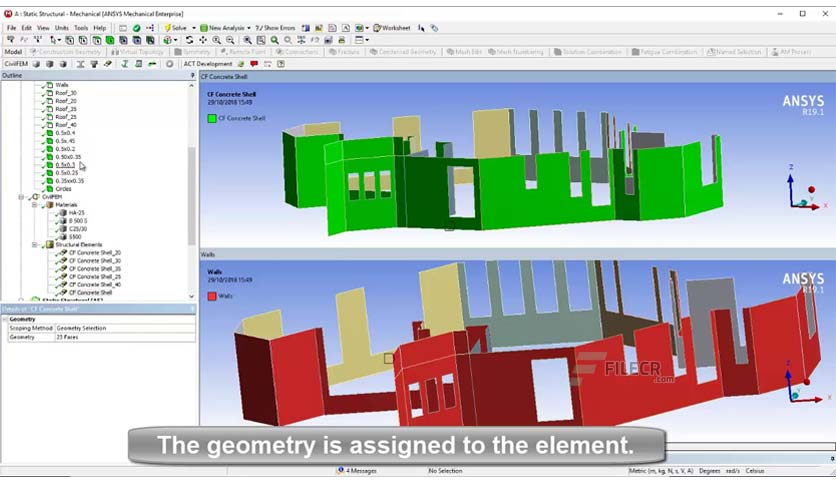 A : Static Structural - Mechanical [ANSYS Mechanical Enterprise]
File Edit View Units Tools Help
Solve New Analysis Show Errors Worksheet
Model Construction Geometry Virtual Topology Symmetry Remote Point Connections Fracture Condensed Geometry Mesh Edit Mesh Numbering Solution Combination Fatigue Combination Named Selection AM Process
CivilFEM ACT Development
Outline
Walls
Roof_30
Roof_20
Roof_35
Roof_25
Roof_40
0.5x0.4
0.5x.45
0.5x0.2
0.50x0.35
0.5x0.3
0.5x0.25
0.35xx0.35
Circles
CivilFEM
Materials
HA-25
B 500 S
C25/30
S500
Structural Elements
CF Concrete Shell_20
CF Concrete Shell_30
CF Concrete Shell_35
CF Concrete Shell_25
CF Concrete Shell_40
CF Concrete Shell
Details of "CF Concrete Shell"
Geometry
Scoping Method Geometry Selection
Geometry 23 Faces
CF Concrete Shell
CF Concrete Shell
29/10/2018 15:49
CF Concrete Shell
ANSYS
R19.1
Z
X
Walls
Walls
29/10/2018 15:49
Walls
ANSYS
R19.1
Z
X
FILECR
.com
The geometry is assigned to the element.
4 Messages No Selection Metric (m, kg, N, s, V, A) Degrees rad/s Celsius